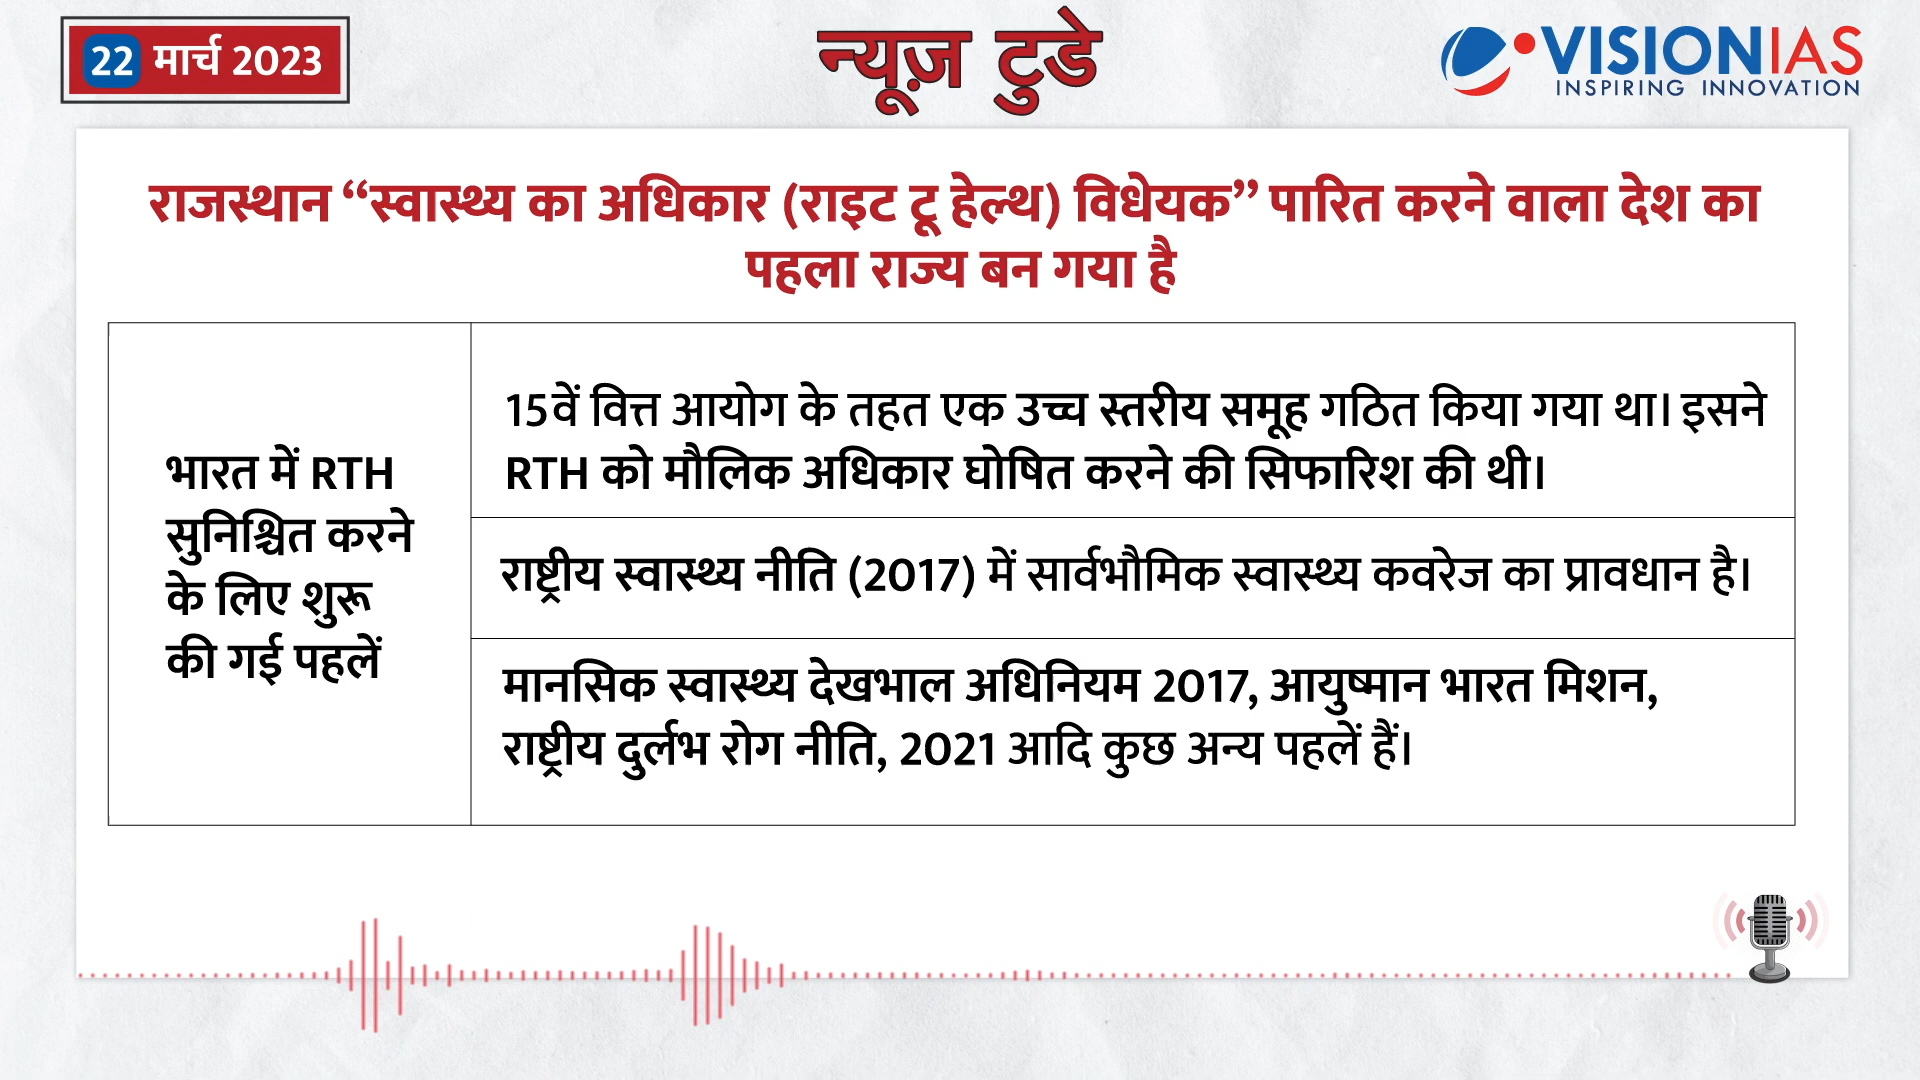 22 मार्च 2023
न्यूज़ टुडे
VISIONIAS
INSPIRING INNOVATION
राजस्थान “स्वास्थ्य का अधिकार (राइट टू हेल्थ) विधेयक” पारित करने वाला देश का
पहला राज्य बन गया है
भारत में RTH
सुनिश्चित करने
के लिए शुरू
की गई पहलें
15वें वित्त आयोग के तहत एक उच्च स्तरीय समूह गठित किया गया था। इसने
RTH को मौलिक अधिकार घोषित करने की सिफारिश की थी।
राष्ट्रीय स्वास्थ्य नीति (2017) में सार्वभौमिक स्वास्थ्य कवरेज का प्रावधान है।
मानसिक स्वास्थ्य देखभाल अधिनियम 2017, आयुष्मान भारत मिशन,
राष्ट्रीय दुर्लभ रोग नीति, 2021 आदि कुछ अन्य पहलें हैं।